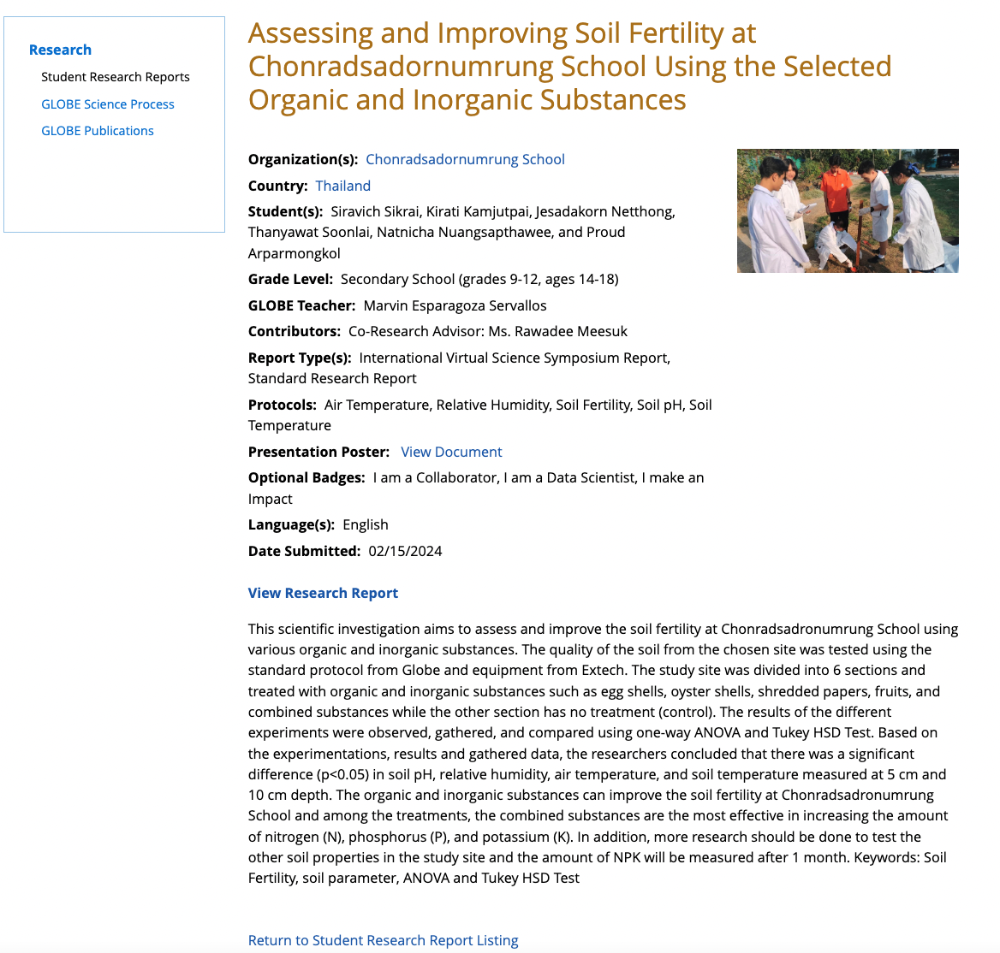 Research
Student Research Reports
GLOBE Science Process
GLOBE Publications
Assessing and Improving Soil Fertility at
Chonradsadornumrung School Using the Selected
Organic and Inorganic Substances
Organization(s): Chonradsadornumrung School
Country: Thailand
Student(s): Siravich Sikrai, Kirati Kamjutpai, Jesadakorn Netthong,
Thanyawat Soonlai, Natnicha Nuangsapthawee, and Proud
Arparmongkol
Grade Level: Secondary School (grades 9-12, ages 14-18)
GLOBE Teacher: Marvin Esparagoza Servallos
Contributors: Co-Research Advisor: Ms. Rawadee Meesuk
Report Type(s): International Virtual Science Symposium Report,
Standard Research Report
Protocols: Air Temperature, Relative Humidity, Soil Fertility, Soil pH, Soil
Temperature
Presentation Poster: View Document
Optional Badges: I am a Collaborator, I am a Data Scientist, I make an
Impact
Language(s): English
Date Submitted: 02/15/2024
View Research Report
This scientific investigation aims to assess and improve the soil fertility at Chonradsadronumrung School using
various organic and inorganic substances. The quality of the soil from the chosen site was tested using the
standard protocol from Globe and equipment from Extech. The study site was divided into 6 sections and
treated with organic and inorganic substances such as egg shells, oyster shells, shredded papers, fruits, and
combined substances while the other section has no treatment (control). The results of the different
experiments were observed, gathered, and compared using one-way ANOVA and Tukey HSD Test. Based on
the experimentations, results and gathered data, the researchers concluded that there was a significant
difference (p<0.05) in soil pH, relative humidity, air temperature, and soil temperature measured at 5 cm and
10 cm depth. The organic and inorganic substances can improve the soil fertility at Chonradsadronumrung
School and among the treatments, the combined substances are the most effective in increasing the amount
of nitrogen (N), phosphorus (P), and potassium (K). In addition, more research should be done to test the
other soil properties in the study site and the amount of NPK will be measured after 1 month. Keywords: Soil
Fertility, soil parameter, ANOVA and Tukey HSD Test
Return to Student Research Report Listing